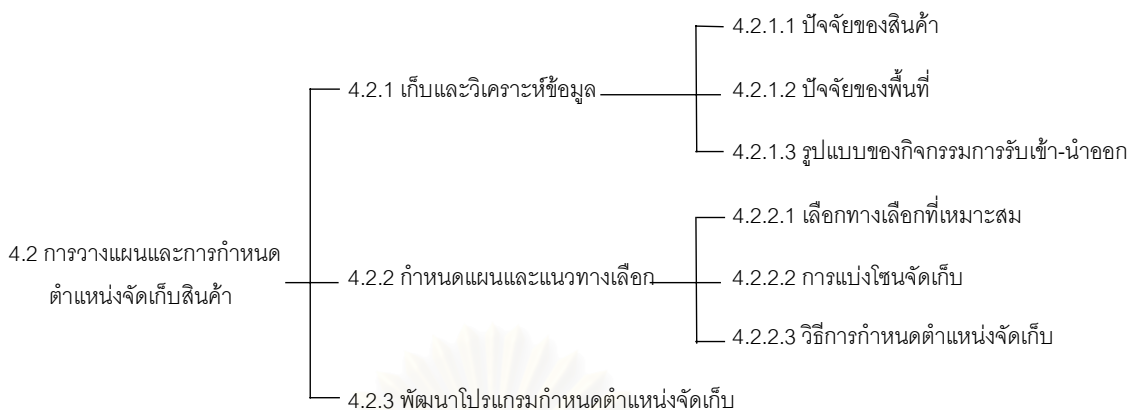 4.2 การวางแผนและการกำหนด
ตำแหน่งจัดเก็บสินค้า
4.2.1 เก็บและวิเคราะห์ข้อมูล
4.2.1.1 ปัจจัยของสินค้า
4.2.1.2 ปัจจัยของพื้นที่
4.2.1.3 รูปแบบของกิจกรรมการรับเข้า-นำออก
4.2.2 กำหนดแผนและแนวทางเลือก
4.2.2.1 เลือกทางเลือกที่เหมาะสม
4.2.2.2 การแบ่งโซนจัดเก็บ
4.2.2.3 วิธีการกำหนดตำแหน่งจัดเก็บ
4.2.3 พัฒนาโปรแกรมกำหนดตำแหน่งจัดเก็บ